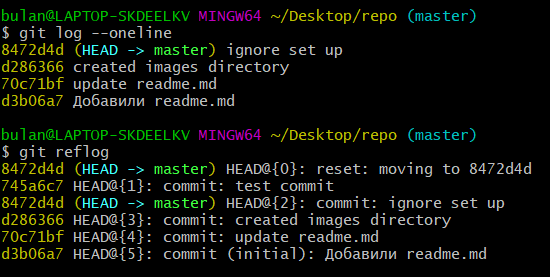 bulan@LAPTOP-SKDEELKV MINGW64 ~/Desktop/repo (master)
$ git log --oneline
8472d4d (HEAD -> master) ignore set up
d286366 created images directory
70c71bf update readme.md
d3b06a7 Добавили readme.md
bulan@LAPTOP-SKDEELKV MINGW64 ~/Desktop/repo (master)
$ git reflog
8472d4d (HEAD -> master) HEAD@{0}: reset: moving to 8472d4d
745a6c7 HEAD@{1}: commit: test commit
8472d4d (HEAD -> master) HEAD@{2}: commit: ignore set up
d286366 HEAD@{3}: commit: created images directory
70c71bf HEAD@{4}: commit: update readme.md
d3b06a7 HEAD@{5}: commit (initial): Добавили readme.md